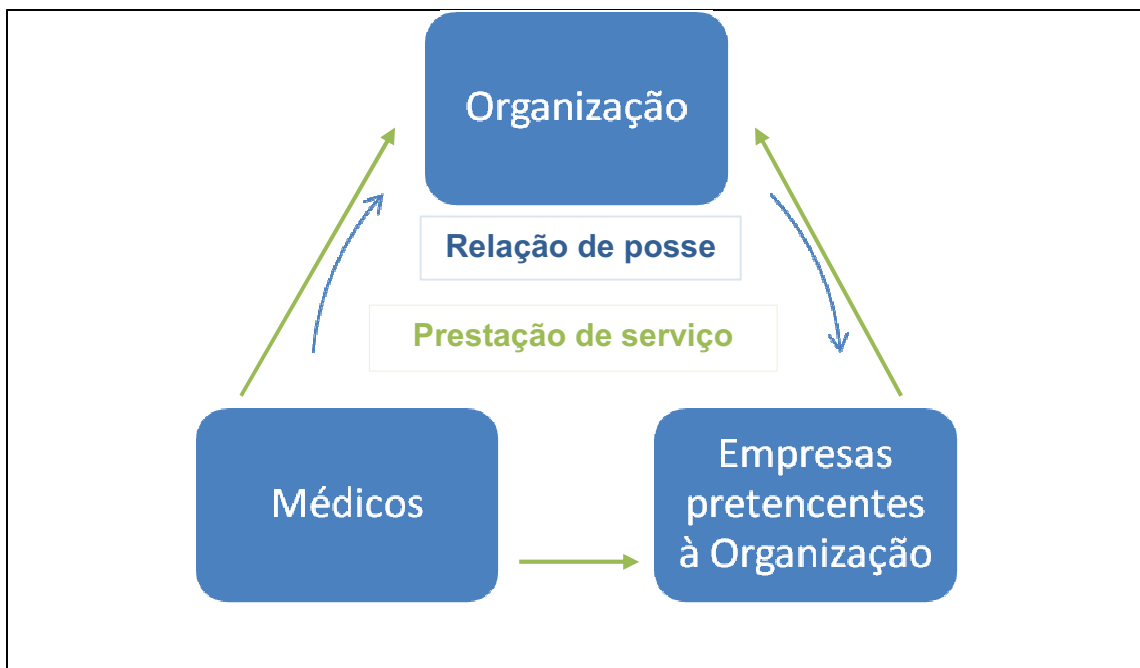 Organização
Relação de posse
Prestação de serviço
Médicos
Empresas
pretencentes
à Organização